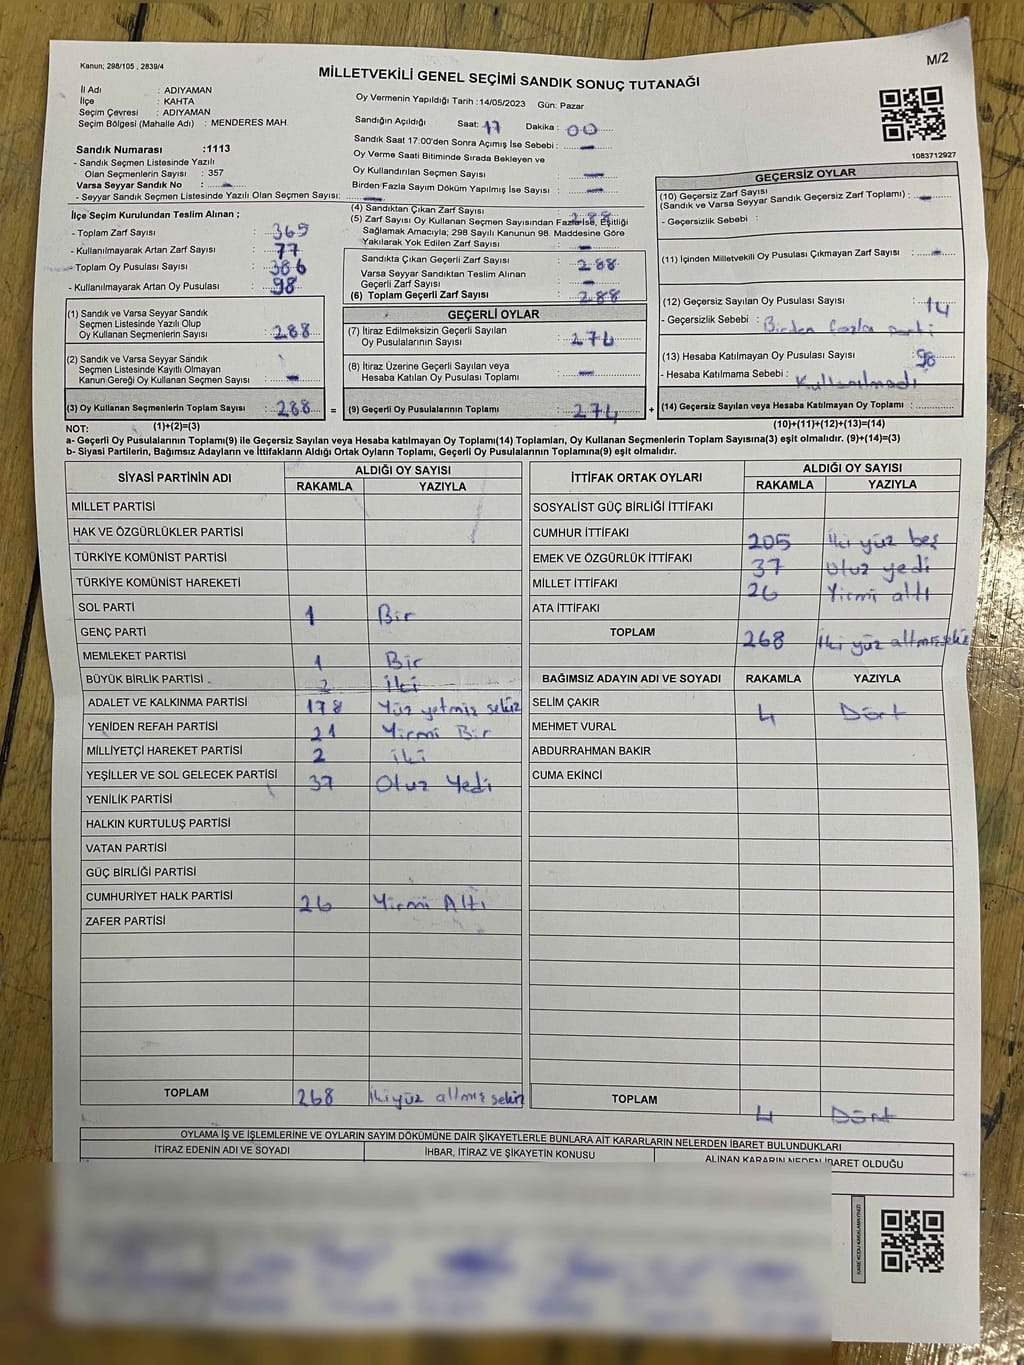 Kanun; 298/105 , 2839/4
M/2
MİLLETVEKİLİ GENEL SEÇİMİ SANDIK SONUÇ TUTANAĞI
İl Adı : ADIYAMAN
İlçe : KAHTA
Seçim Çevresi : ADIYAMAN
Seçim Bölgesi (Mahalle Adı) : MENDERES MAH.
Sandık Numarası :1113
- Sandık Seçmen Listesinde Yazılı
Olan Seçmenlerin Sayısı : 357
Varsa Seyyar Sandık No : -
- Seyyar Sandık Seçmen Listesinde Yazılı Olan Seçmen Sayısı: -
İlçe Seçim Kurulundan Teslim Alınan ;
- Toplam Zarf Sayısı : 365
- Kullanılmayarak Artan Zarf Sayısı : 77
- Toplam Oy Pusulası Sayısı : 386
- Kullanılmayarak Artan Oy Pusulası : 98
(1) Sandık ve Varsa Seyyar Sandık
Seçmen Listesinde Yazılı Olup
Oy Kullanan Seçmenlerin Sayısı : 288
(2) Sandık ve Varsa Seyyar Sandık
Seçmen Listesinde Kayıtlı Olmayan
Kanun Gereği Oy Kullanan Seçmen Sayısı : -
(3) Oy Kullanan Seçmenlerin Toplam Sayısı : 288 =
Oy Vermenin Yapıldığı Tarih :14/05/2023 Gün: Pazar
Sandığın Açıldığı Saat: 17 Dakika : 00
Sandık Saat 17:00'den Sonra Açımış İse Sebebi : -
Oy Verme Saati Bitiminde Sırada Bekleyen ve
Oy Kullandırılan Seçmen Sayısı : -
Birden Fazla Sayım Döküm Yapılmış İse Sayısı : -
(4) Sandıktan Çıkan Zarf Sayısı : 288
(5) Zarf Sayısı Oy Kullanan Seçmen Sayısından Fazla İse, Eşitliği
Sağlamak Amacıyla; 298 Sayılı Kanunun 98. Maddesine Göre
Yakılarak Yok Edilen Zarf Sayısı : -
Sandıkta Çıkan Geçerli Zarf Sayısı : 288
Varsa Seyyar Sandıktan Teslim Alınan
Geçerli Zarf Sayısı : -
(6) Toplam Geçerli Zarf Sayısı : 288
GEÇERLİ OYLAR
(7) İtiraz Edilmeksizin Geçerli Sayılan
Oy Pusulalarının Sayısı : 274
(8) İtiraz Üzerine Geçerli Sayılan veya
Hesaba Katılan Oy Pusulası Toplamı : -
(9) Geçerli Oy Pusulalarının Toplamı : 274 +
1083712927
GEÇERSİZ OYLAR
(10) Geçersiz Zarf Sayısı
(Sandık ve Varsa Seyyar Sandık Geçersiz Zarf Toplamı) : -
- Geçersizlik Sebebi :
(11) İçinden Milletvekili Oy Pusulası Çıkmayan Zarf Sayısı : -
(12) Geçersiz Sayılan Oy Pusulası Sayısı : 14
- Geçersizlik Sebebi : Birden fazla
(13) Hesaba Katılmayan Oy Pusulası Sayısı : 98
- Hesaba Katılmama Sebebi : Kullanılmadı
(14) Geçersiz Sayılan veya Hesaba Katılmayan Oy Toplamı :
NOT: (1)+(2)=(3) (10)+(11)+(12)+(13)=(14)
a- Geçerli Oy Pusulalarının Toplamı(9) ile Geçersiz Sayılan veya Hesaba katılmayan Oy Toplamı(14) Toplamları, Oy Kullanan Seçmenlerin Toplam Sayısına(3) eşit olmalıdır. (9)+(14)=(3)
b- Siyasi Partilerin, Bağımsız Adayların ve İttifakların Aldığı Ortak Oyların Toplamı, Geçerli Oy Pusulalarının Toplamına(9) eşit olmalıdır.
SİYASİ PARTİNİN ADI ALDIĞI OY SAYISI
RAKAMLA YAZIYLA
MİLLET PARTİSİ
HAK VE ÖZGÜRLÜKLER PARTİSİ
TÜRKİYE KOMÜNİST PARTİSİ
TÜRKİYE KOMÜNİST HAREKETİ
SOL PARTİ 1 Bir
GENÇ PARTİ
MEMLEKET PARTİSİ 1 Bir
BÜYÜK BİRLİK PARTİSİ 2 iki
ADALET VE KALKINMA PARTİSİ 178 Yüz yetmiş sekiz
YENİDEN REFAH PARTİSİ 21 Yirmi Bir
MİLLİYETÇİ HAREKET PARTİSİ 2 iki
YEŞİLLER VE SOL GELECEK PARTİSİ 37 Otuz Yedi
YENİLİK PARTİSİ
HALKIN KURTULUŞ PARTİSİ
VATAN PARTİSİ
GÜÇ BİRLİĞİ PARTİSİ
CUMHURİYET HALK PARTİSİ 26 Yirmi Altı
ZAFER PARTİSİ
TOPLAM 268 İkiyüz altmış sekiz
İTTİFAK ORTAK OYLARI ALDIĞI OY SAYISI
RAKAMLA YAZIYLA
SOSYALİST GÜÇ BİRLİĞİ İTTİFAKI
CUMHUR İTTİFAKI 205 İki yüz beş
EMEK VE ÖZGÜRLÜK İTTİFAKI 37 Otuz yedi
MİLLET İTTİFAKI 26 Yirmi altı
ATA İTTİFAKI
TOPLAM 268 İki yüz altmışsekiz
BAĞIMSIZ ADAYIN ADI VE SOYADI RAKAMLA YAZIYLA
SELİM ÇAKIR 4 Dört
MEHMET VURAL
ABDURRAHMAN BAKIR
CUMA EKİNCİ
TOPLAM 4 Dört
OYLAMA İŞ VE İŞLEMLERİNE VE OYLARIN SAYIM DÖKÜMÜNE DAİR ŞİKAYETLERLE BUNLARA AİT KARARLARIN NELERDEN İBARET BULUNDUKLARI
İTİRAZ EDENİN ADI VE SOYADI İHBAR, İTİRAZ VE ŞİKAYETİN KONUSU ALINAN KARARIN NEDEN İBARET OLDUĞU
KAREKODU KARALAMAYINIZ!